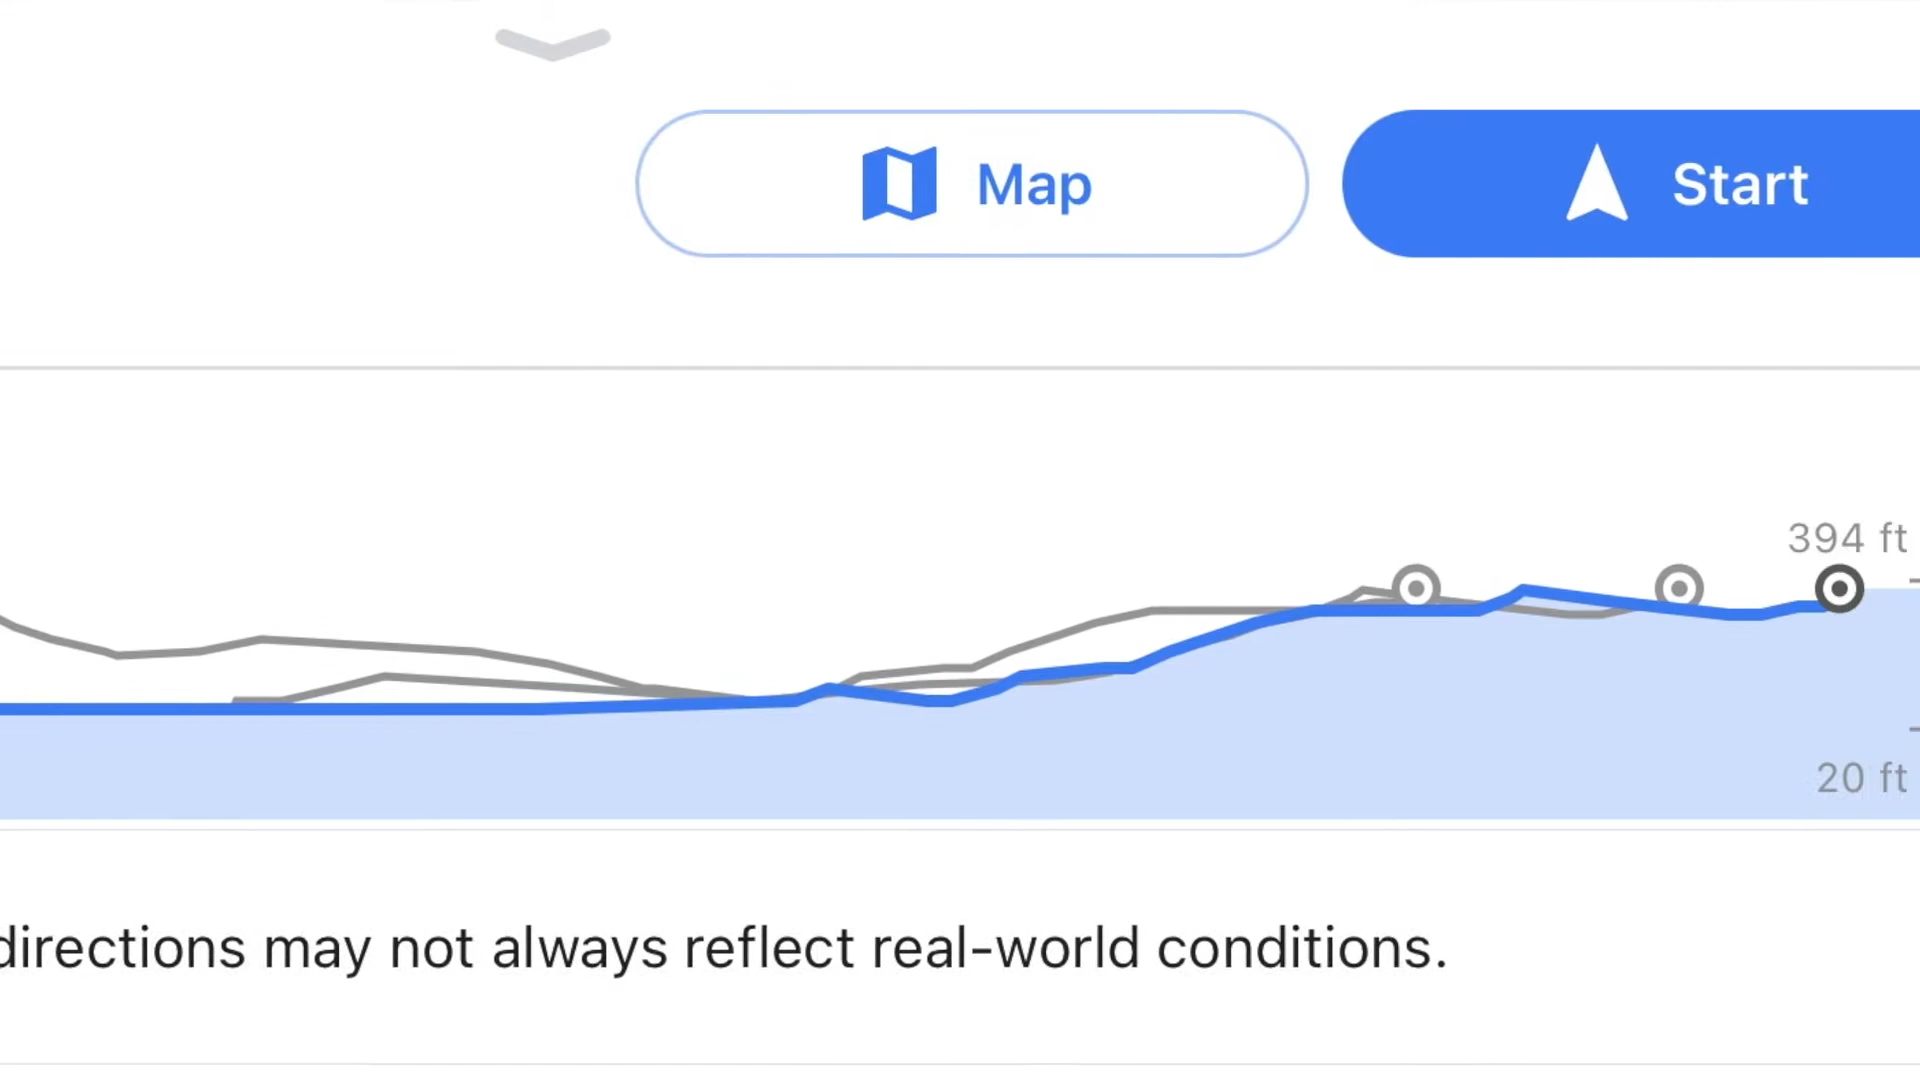 Map
Start
394 ft
20 ft
directions may not always reflect real-world conditions.